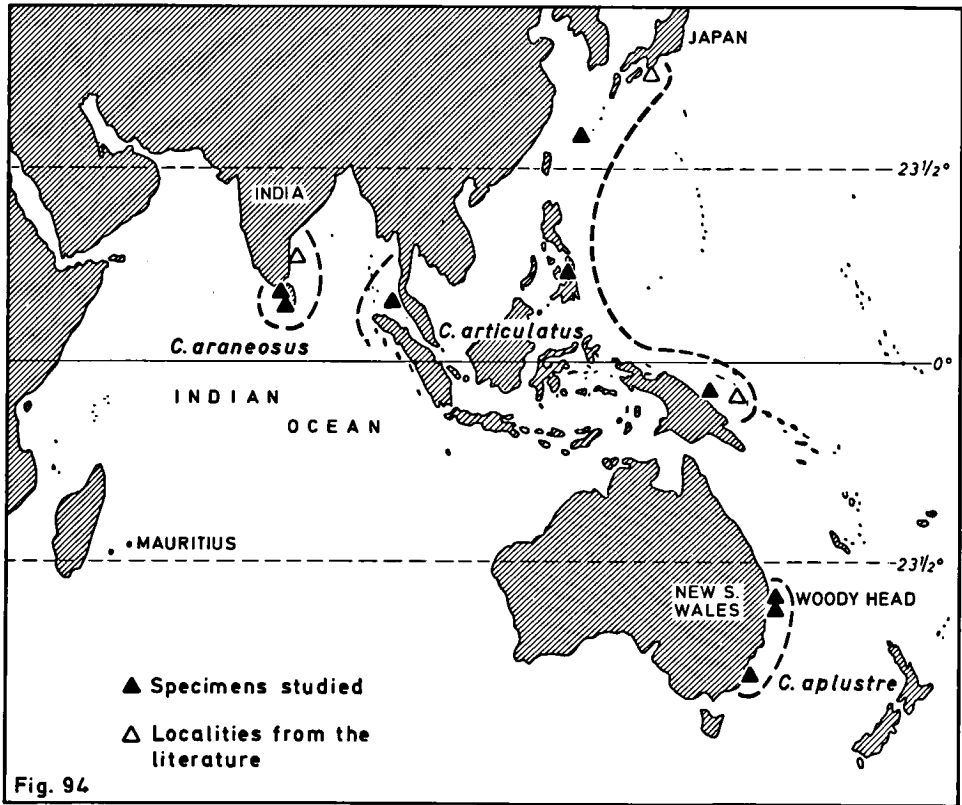 JAPAN
23½°
INDIA
C. articulatus
C. araneosus
0°
INDIAN
OCEAN
MAURITIUS
23½°
NEW S.
WALES
WOODY HEAD
C. aplustre
Specimens studied
Localities from the
literature
Fig. 94